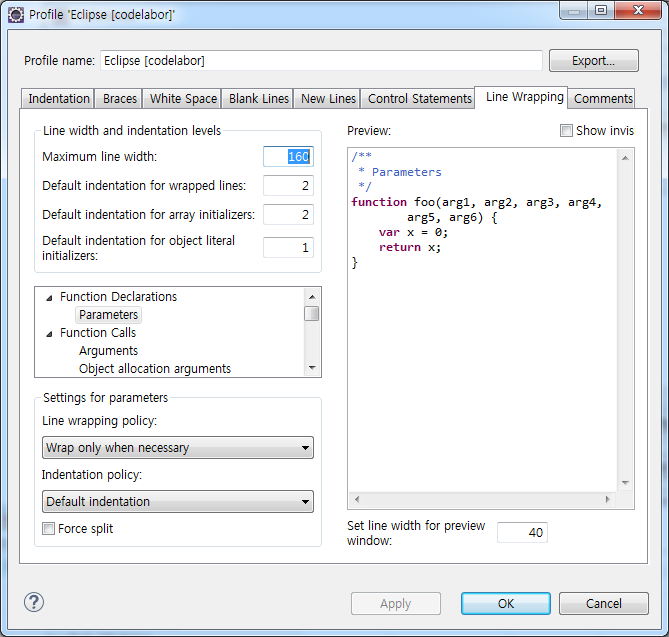 Profile 'Eclipse [codelabor]'
Profile name: Eclipse [codelabor] Export...
Indentation Braces White Space Blank Lines New Lines Control Statements Line Wrapping Comments
Line width and indentation levels
Maximum line width: 160
Default indentation for wrapped lines: 2
Default indentation for array initializers: 2
Default indentation for object literal
initializers: 1
Function Declarations
Parameters
Function Calls
Arguments
Object allocation arguments
Settings for parameters
Line wrapping policy:
Wrap only when necessary
Indentation policy:
Default indentation
Force split
Preview: Show invis
/**
 * Parameters
 */
function foo(arg1, arg2, arg3, arg4,
        arg5, arg6) {
    var x = 0;
    return x;
}
Set line width for preview
window: 40
? Apply OK Cancel